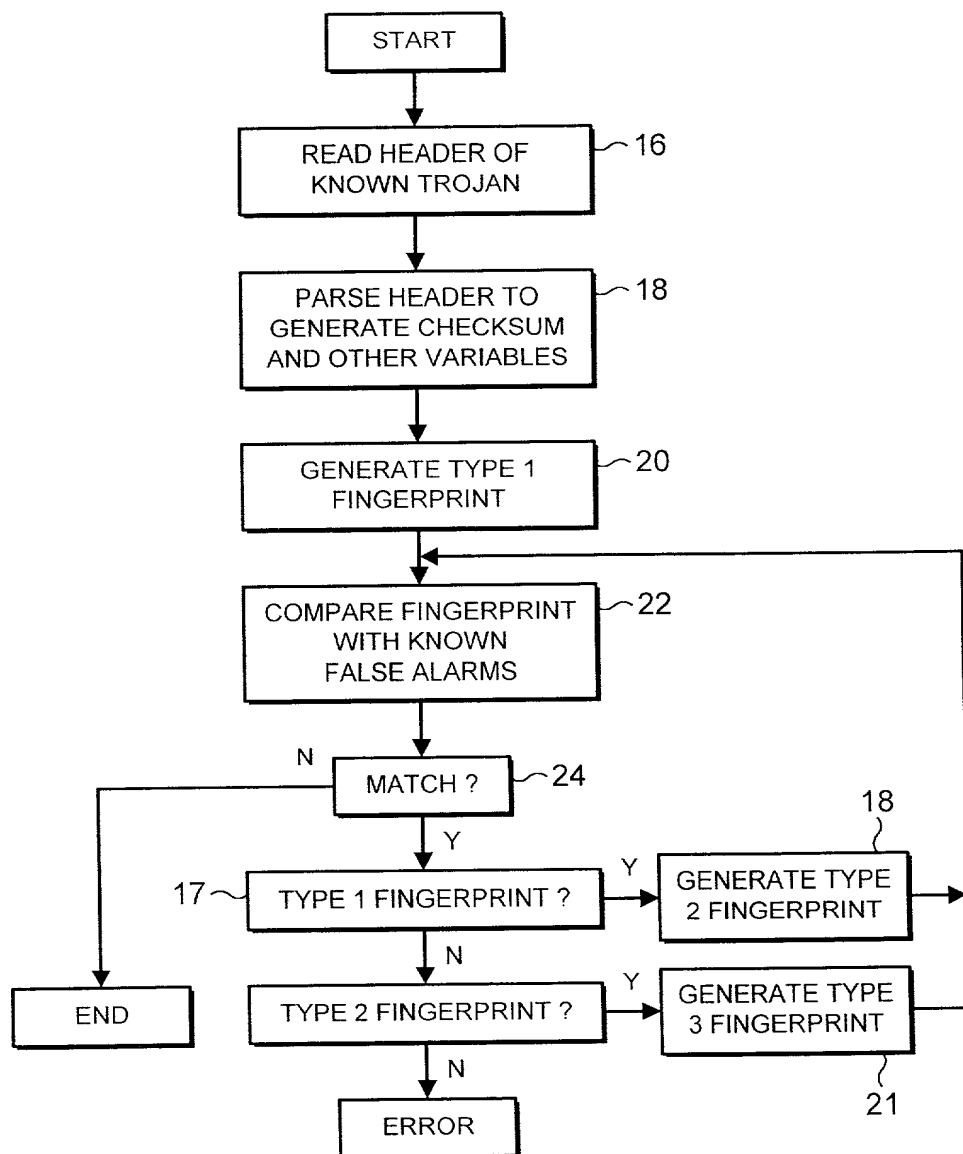 START
READ HEADER OF
KNOWN TROJAN
16
PARSE HEADER TO
GENERATE CHECKSUM
AND OTHER VARIABLES
18
GENERATE TYPE 1
FINGERPRINT
20
COMPARE FINGERPRINT
WITH KNOWN
FALSE ALARMS
22
N
MATCH ?
24
Y
17
TYPE 1 FINGERPRINT ?
Y
GENERATE TYPE
2 FINGERPRINT
18
N
END
TYPE 2 FINGERPRINT ?
Y
GENERATE TYPE
3 FINGERPRINT
21
N
ERROR